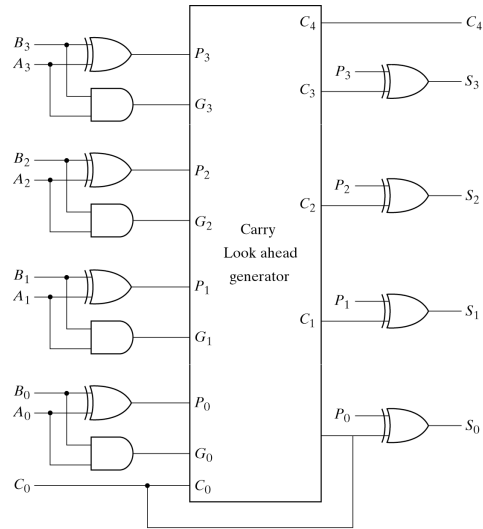 C₄ C₄
B₃ P₃ P₃
A₃ C₃ S₃
G₃
B₂ P₂ P₂
A₂ C₂ S₂
G₂
Carry
Look ahead
generator
B₁ P₁ P₁
A₁ C₁ S₁
G₁
B₀ P₀ P₀
A₀ S₀
G₀
C₀ C₀